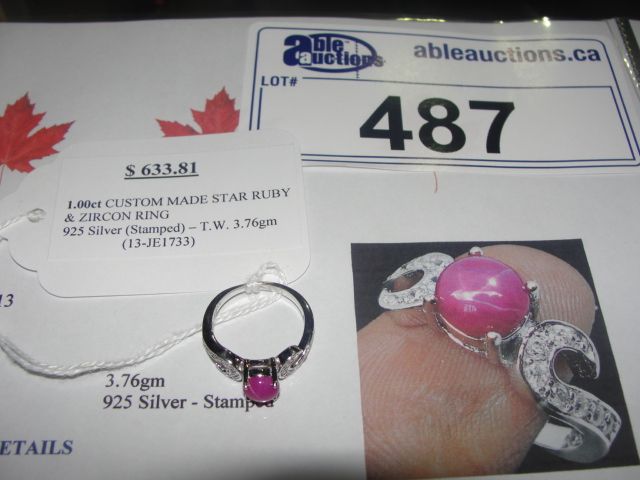 able
auctions
TM
ableauctions.ca
LOT#
487
$ 633.81
1.00ct CUSTOM MADE STAR RUBY
& ZIRCON RING
925 Silver (Stamped) – T.W. 3.76gm
(13-JE1733)
13
3.76gm
925 Silver - Stamped
ETAILS